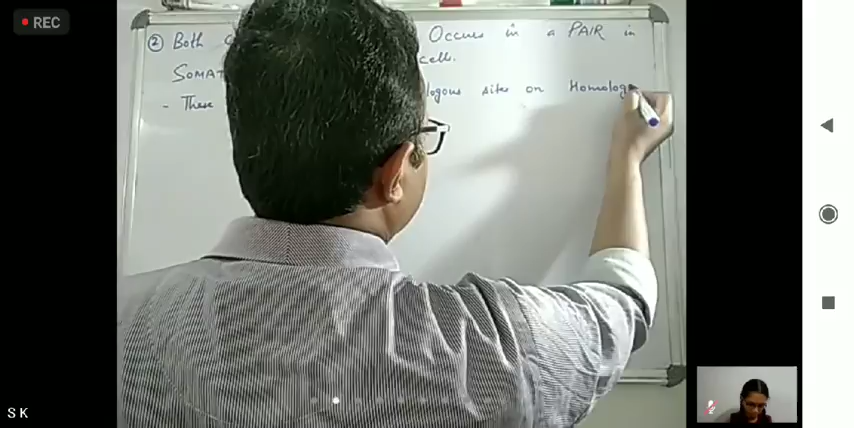 REC
② Both Occurs in a PAIR in
SOMAT cells.
- These logous sites on Homolog
S K